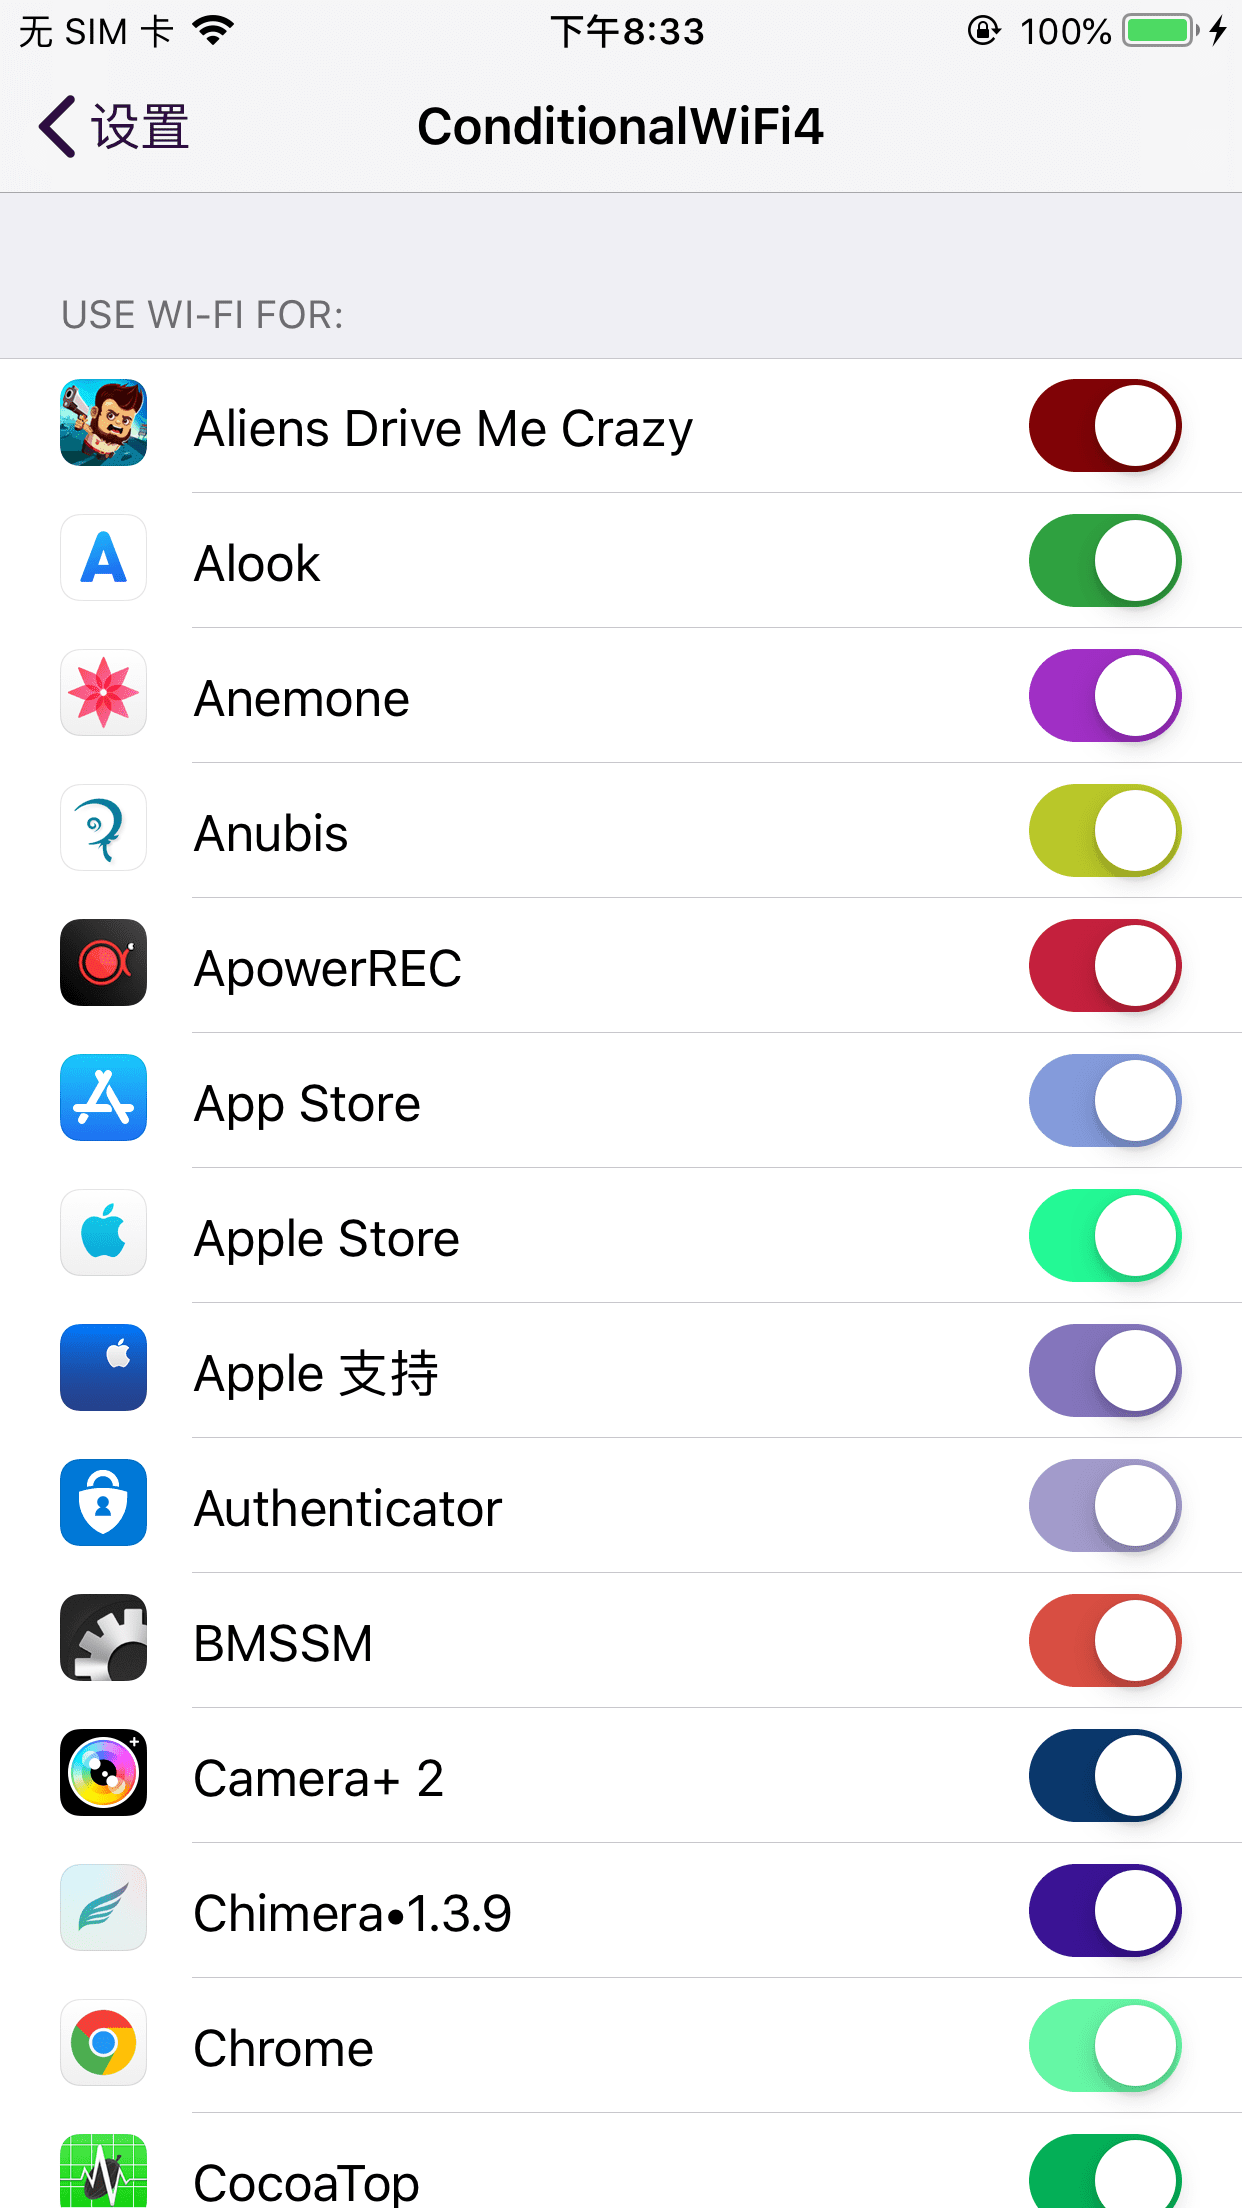 无 SIM 卡 下午8:33 100%
设置 ConditionalWiFi4
USE WI-FI FOR:
Aliens Drive Me Crazy
Alook
Anemone
Anubis
ApowerREC
App Store
Apple Store
Apple 支持
Authenticator
BMSSM
Camera+ 2
Chimera•1.3.9
Chrome
CocoaTop